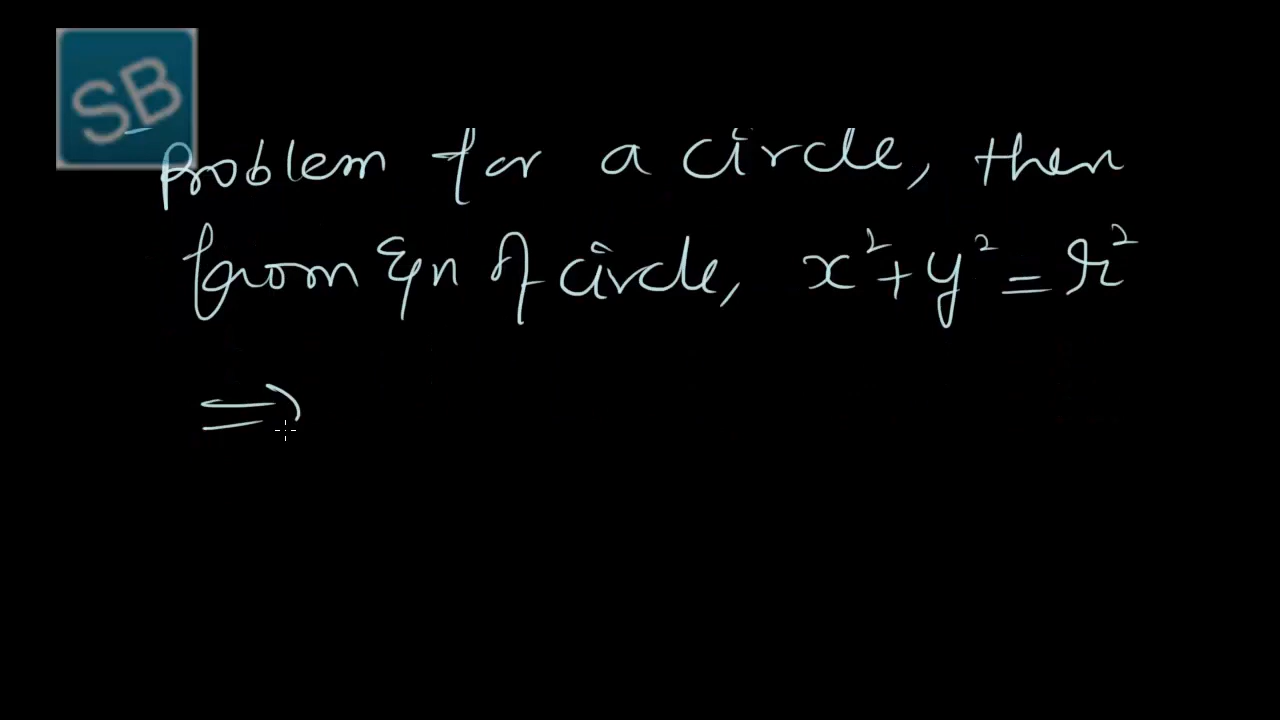 SB
Problem for a circle, then
from Eqn of circle, x²+y²=r²
⇒